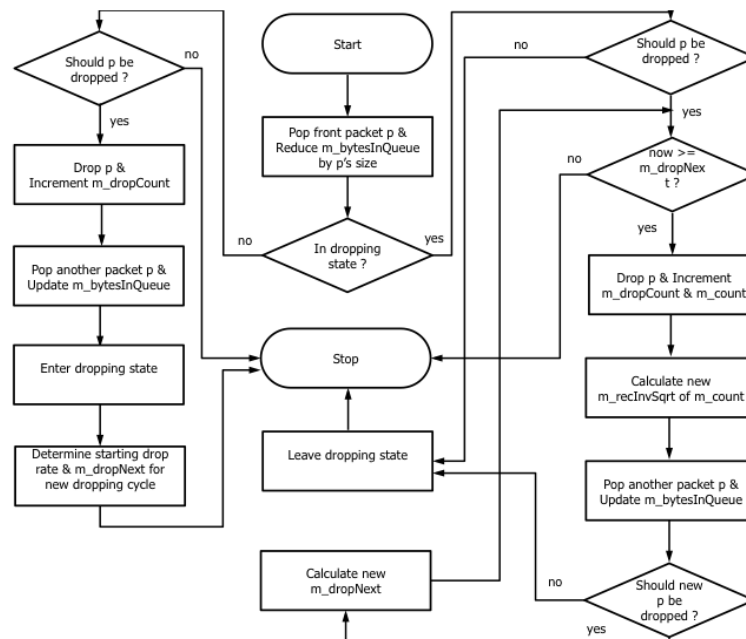 no
Should p be
dropped ?
yes
Drop p &
Increment m_dropCount
Pop another packet p &
Update m_bytesInQueue
Enter dropping state
Determine starting drop
rate & m_dropNext for
new dropping cycle
Start
Pop front packet p &
Reduce m_bytesInQueue
by p's size
no
In dropping
state ?
yes
Stop
Leave dropping state
Calculate new
m_dropNext
no
Should p be
dropped ?
yes
no
now >=
m_dropNex
t ?
yes
Drop p & Increment
m_dropCount & m_count
Calculate new
m_recInvSqrt of m_count
Pop another packet p &
Update m_bytesInQueue
no
Should new
p be
dropped ?
yes